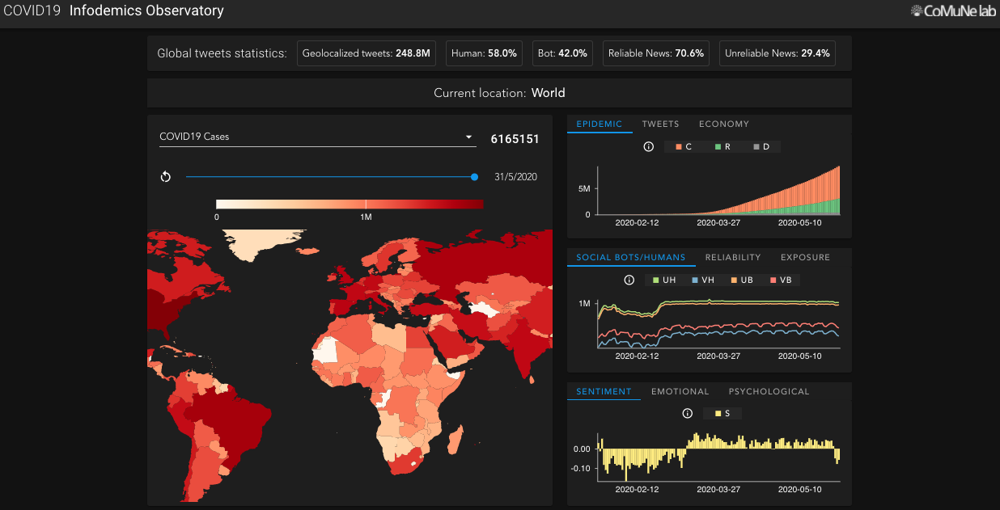 COVID19 Infodemics Observatory
CoMuNe lab
Global tweets statistics: Geolocalized tweets: 248.8M Human: 58.0% Bot: 42.0% Reliable News: 70.6% Unreliable News: 29.4%
Current location: World
COVID19 Cases 6165151
31/5/2020
0 1M
EPIDEMIC TWEETS ECONOMY
C R D
5M
0
2020-02-12 2020-03-27 2020-05-10
SOCIAL BOTS/HUMANS RELIABILITY EXPOSURE
UH VH UB VB
1M
2020-02-12 2020-03-27 2020-05-10
SENTIMENT EMOTIONAL PSYCHOLOGICAL
S
0.00
-0.10
2020-02-12 2020-03-27 2020-05-10